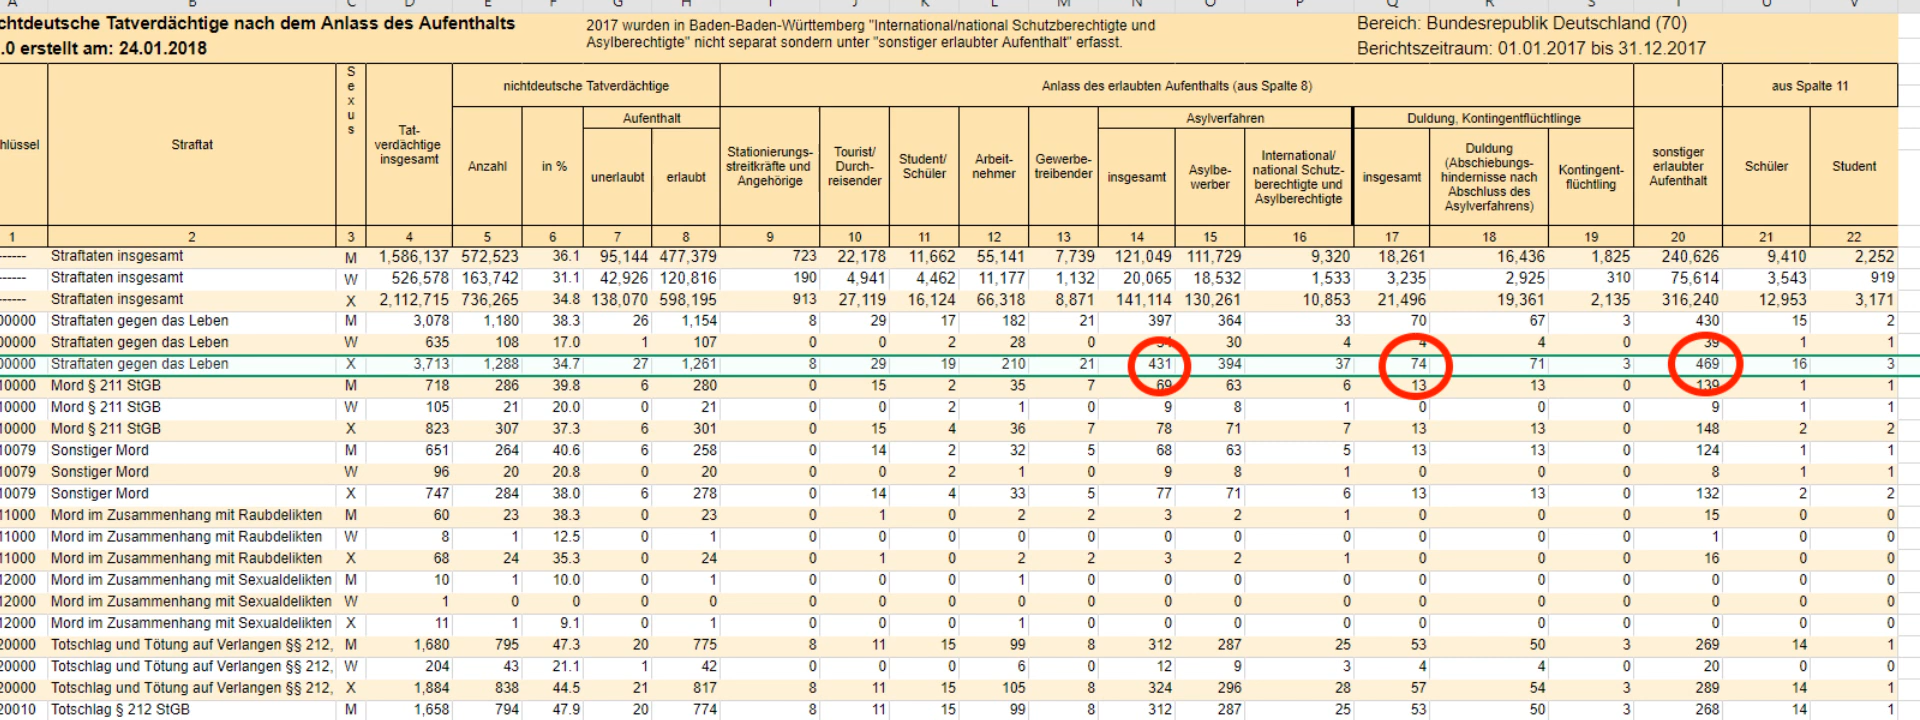 A B C D E F G H I J K L M N O P Q R S T U V
chtdeutsche Tatverdächtige nach dem Anlass des Aufenthalts
.0 erstellt am: 24.01.2018
2017 wurden in Baden-Baden-Württemberg "International/national Schutzberechtigte und
Asylberechtigte" nicht separat sondern unter "sonstiger erlaubter Aufenthalt" erfasst.
Bereich: Bundesrepublik Deutschland (70)
Berichtszeitraum: 01.01.2017 bis 31.12.2017
hlüssel
Straftat
S
e
x
u
s
Tat-
verdächtige
insgesamt
nichtdeutsche Tatverdächtige
Anzahl
in %
Aufenthalt
unerlaubt
erlaubt
Anlass des erlaubten Aufenthalts (aus Spalte 8)
Stationierungs-
streitkräfte und
Angehörige
Tourist/
Durch-
reisender
Student/
Schüler
Arbeit-
nehmer
Gewerbe-
treibender
Asylverfahren
insgesamt
Asylbe-
werber
International/
national Schutz-
berechtigte und
Asylberechtigte
Duldung, Kontingentflüchtlinge
insgesamt
Duldung
(Abschiebungs-
hindernisse nach
Abschluss des
Asylverfahrens)
Kontingent-
flüchtling
sonstiger
erlaubter
Aufenthalt
aus Spalte 11
Schüler
Student
1 2 3 4 5 6 7 8 9 10 11 12 13 14 15 16 17 18 19 20 21 22
------ Straftaten insgesamt M 1,586,137 572,523 36.1 95,144 477,379 723 22,178 11,662 55,141 7,739 121,049 111,729 9,320 18,261 16,436 1,825 240,626 9,410 2,252
------ Straftaten insgesamt W 526,578 163,742 31.1 42,926 120,816 190 4,941 4,462 11,177 1,132 20,065 18,532 1,533 3,235 2,925 310 75,614 3,543 919
------ Straftaten insgesamt X 2,112,715 736,265 34.8 138,070 598,195 913 27,119 16,124 66,318 8,871 141,114 130,261 10,853 21,496 19,361 2,135 316,240 12,953 3,171
00000 Straftaten gegen das Leben M 3,078 1,180 38.3 26 1,154 8 29 17 182 21 397 364 33 70 67 3 430 15 2
00000 Straftaten gegen das Leben W 635 108 17.0 1 107 0 0 2 28 0 34 30 4 4 4 0 39 1 1
00000 Straftaten gegen das Leben X 3,713 1,288 34.7 27 1,261 8 29 19 210 21 431 394 37 74 71 3 469 16 3
10000 Mord § 211 StGB M 718 286 39.8 6 280 0 15 2 35 7 69 63 6 13 13 0 139 1 1
10000 Mord § 211 StGB W 105 21 20.0 0 21 0 0 2 1 0 9 8 1 0 0 0 9 1 1
10000 Mord § 211 StGB X 823 307 37.3 6 301 0 15 4 36 7 78 71 7 13 13 0 148 2 2
10079 Sonstiger Mord M 651 264 40.6 6 258 0 14 2 32 5 68 63 5 13 13 0 124 1 1
10079 Sonstiger Mord W 96 20 20.8 0 20 0 0 2 1 0 9 8 1 0 0 0 8 1 1
10079 Sonstiger Mord X 747 284 38.0 6 278 0 14 4 33 5 77 71 6 13 13 0 132 2 2
11000 Mord im Zusammenhang mit Raubdelikten M 60 23 38.3 0 23 0 1 0 2 2 3 2 1 0 0 0 15 0 0
11000 Mord im Zusammenhang mit Raubdelikten W 8 1 12.5 0 1 0 0 0 0 0 0 0 0 0 0 0 1 0 0
11000 Mord im Zusammenhang mit Raubdelikten X 68 24 35.3 0 24 0 1 0 2 2 3 2 1 0 0 0 16 0 0
12000 Mord im Zusammenhang mit Sexualdelikten M 10 1 10.0 0 1 0 0 0 1 0 0 0 0 0 0 0 0 0 0
12000 Mord im Zusammenhang mit Sexualdelikten W 1 0 0 0 0 0 0 0 0 0 0 0 0 0 0 0 0 0 0
12000 Mord im Zusammenhang mit Sexualdelikten X 11 1 9.1 0 1 0 0 0 1 0 0 0 0 0 0 0 0 0 0
20000 Totschlag und Tötung auf Verlangen §§ 212, M 1,680 795 47.3 20 775 8 11 15 99 8 312 287 25 53 50 3 269 14 1
20000 Totschlag und Tötung auf Verlangen §§ 212, W 204 43 21.1 1 42 0 0 0 6 0 12 9 3 4 4 0 20 0 0
20000 Totschlag und Tötung auf Verlangen §§ 212, X 1,884 838 44.5 21 817 8 11 15 105 8 324 296 28 57 54 3 289 14 1
20010 Totschlag § 212 StGB M 1,658 794 47.9 20 774 8 11 15 99 8 312 287 25 53 50 3 268 14 1